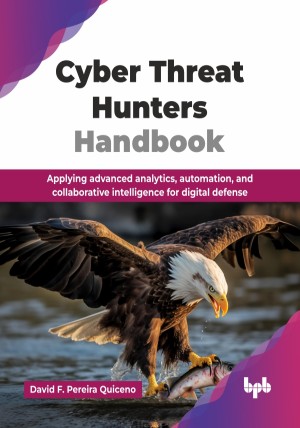 Cyber Threat
Hunters
Handbook
Applying advanced analytics, automation, and
collaborative intelligence for digital defense
David F. Pereira Quiceno
bpb